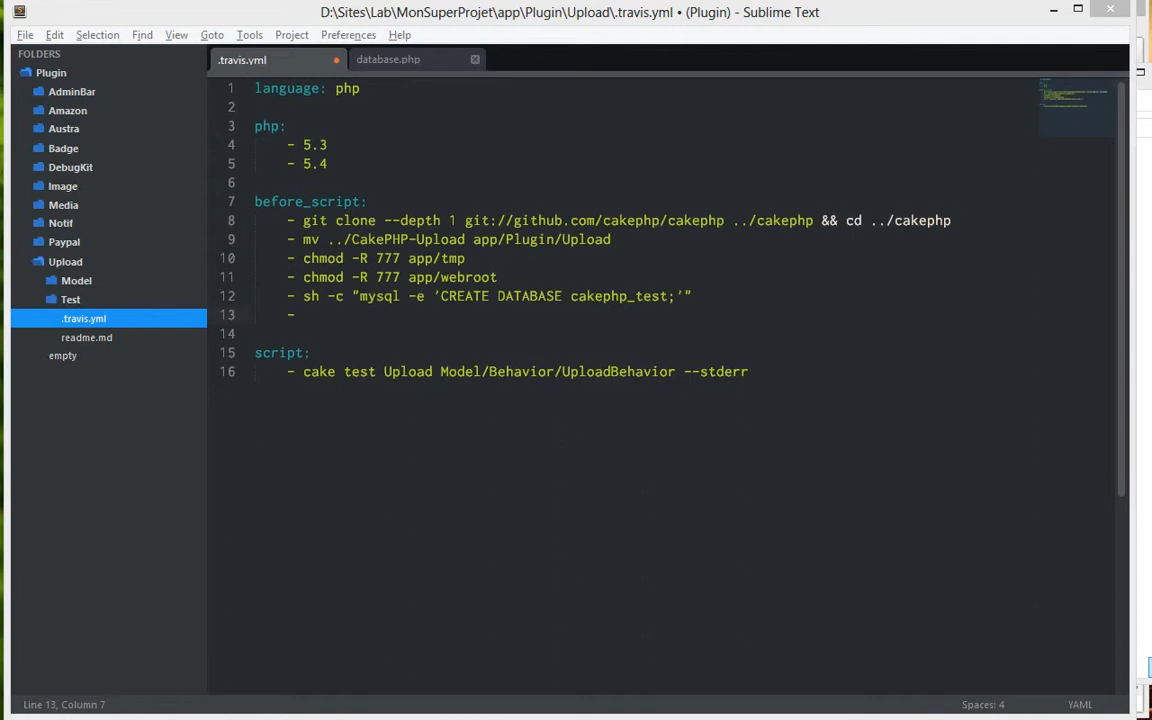 D:\Sites\Lab\MonSuperProjet\app\Plugin\Upload\.travis.yml • (Plugin) - Sublime Text
File Edit Selection Find View Goto Tools Project Preferences Help
FOLDERS
Plugin
AdminBar
Amazon
Austra
Badge
DebugKit
Image
Media
Notif
Paypal
Upload
Model
Test
.travis.yml
readme.md
empty
.travis.yml
database.php
1 language: php
2
3 php:
4 - 5.3
5 - 5.4
6
7 before_script:
8 - git clone --depth 1 git://github.com/cakephp/cakephp ../cakephp && cd ../cakephp
9 - mv ../CakePHP-Upload app/Plugin/Upload
10 - chmod -R 777 app/tmp
11 - chmod -R 777 app/webroot
12 - sh -c "mysql -e 'CREATE DATABASE cakephp_test;'"
13 -
14
15 script:
16 - cake test Upload Model/Behavior/UploadBehavior --stderr
Line 13, Column 7
Spaces: 4
YAML